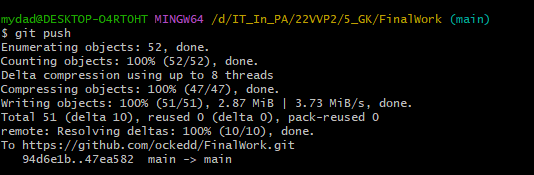 mydad@DESKTOP-O4RTOHT MINGW64 /d/IT_In_PA/22VVP2/5_GK/FinalWork (main)
$ git push
Enumerating objects: 52, done.
Counting objects: 100% (52/52), done.
Delta compression using up to 8 threads
Compressing objects: 100% (47/47), done.
Writing objects: 100% (51/51), 2.87 MiB | 3.73 MiB/s, done.
Total 51 (delta 10), reused 0 (delta 0), pack-reused 0
remote: Resolving deltas: 100% (10/10), done.
To https://github.com/ockedd/FinalWork.git
   94d6e1b..47ea582  main -> main